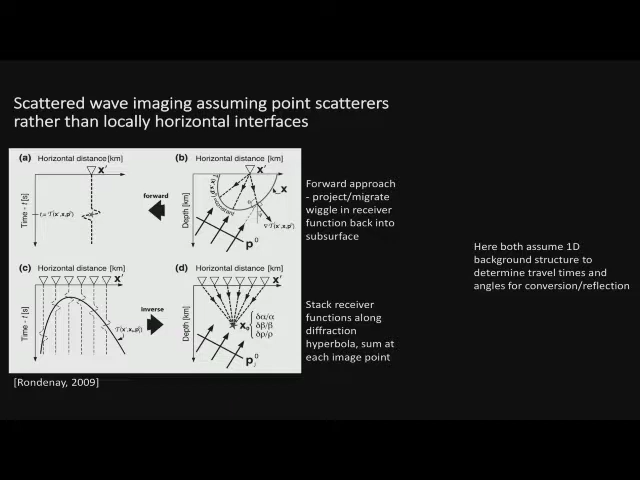 Scattered wave imaging assuming point scatterers
rather than locally horizontal interfaces
(a) Horizontal distance [km]
x'
Time - t [s]
forward
(b) Horizontal distance [km]
x'
x
Depth [km]
p⁰
(c) Horizontal distance [km]
x'
Time - t [s]
inverse
(d) Horizontal distance [km]
x'
Depth [km]
x₀
δα/α
δβ/β
δρ/ρ
[Rondenay, 2009]
Forward approach
- project/migrate
wiggle in receiver
function back into
subsurface
Stack receiver
functions along
diffraction
hyperbola, sum at
each image point
Here both assume 1D
background structure to
determine travel times and
angles for conversion/reflection